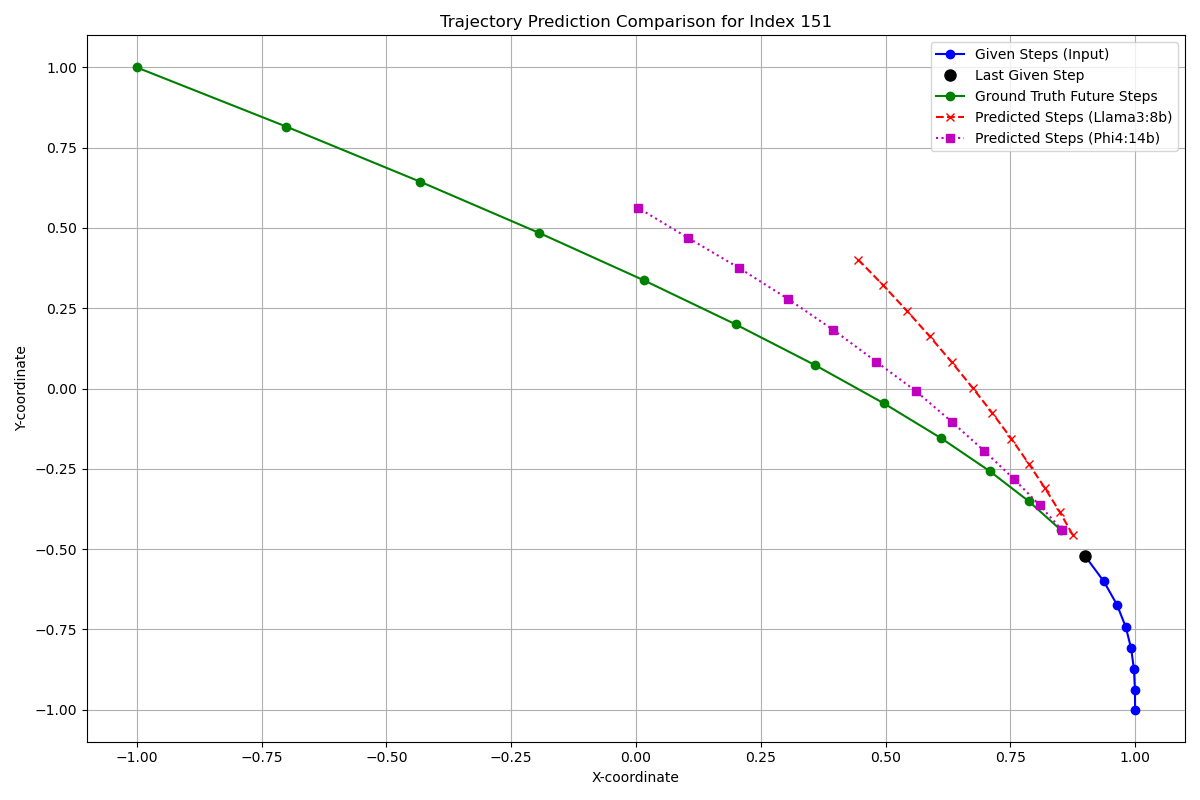 Trajectory Prediction Comparison for Index 151
Given Steps (Input)
Last Given Step
Ground Truth Future Steps
Predicted Steps (Llama3:8b)
Predicted Steps (Phi4:14b)
Y-coordinate
1.00
0.75
0.50
0.25
0.00
−0.25
−0.50
−0.75
−1.00
−1.00 −0.75 −0.50 −0.25 0.00 0.25 0.50 0.75 1.00
X-coordinate